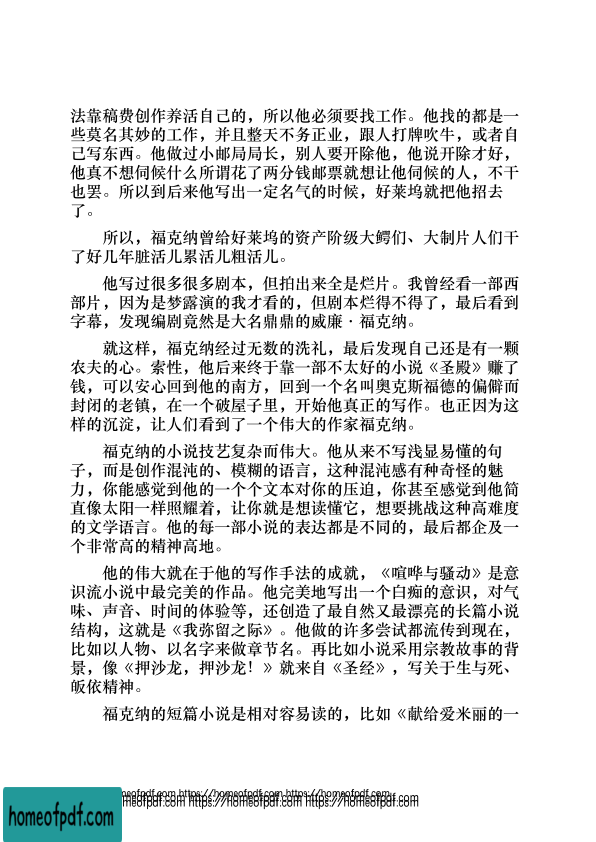 法靠稿费创作养活自己的，所以他必须要找工作。他找的都是一
些莫名其妙的工作，并且整天不务正业，跟人打牌吹牛，或者自
己写东西。他做过小邮局局长，别人要开除他，他说开除才好，
他真不想伺候什么所谓花了两分钱邮票就想让他伺候的人，不干
也罢。所以到后来他写出一定名气的时候，好莱坞就把他招去
了。
所以，福克纳曾给好莱坞的资产阶级大鳄们、大制片人们干
了好几年脏活儿累活儿粗活儿。
他写过很多很多剧本，但拍出来全是烂片。我曾经看一部西
部片，因为是梦露演的我才看的，但剧本烂得不得了，最后看到
字幕，发现编剧竟然是大名鼎鼎的威廉·福克纳。
就这样，福克纳经过无数的洗礼，最后发现自己还是有一颗
农夫的心。索性，他后来终于靠一部不太好的小说《圣殿》赚了
钱，可以安心回到他的南方，回到一个名叫奥克斯福德的偏僻而
封闭的老镇，在一个破屋子里，开始他真正的写作。也正因为这
样的沉淀，让人们看到了一个伟大的作家福克纳。
福克纳的小说技艺复杂而伟大。他从来不写浅显易懂的句
子，而是创作混沌的、模糊的语言，这种混沌感有种奇怪的魅
力，你能感觉到他的一个个文本对你的压迫，你甚至感觉到他简
直像太阳一样照耀着，让你就是想读懂它，想要挑战这种高难度
的文学语言。他的每一部小说的表达都是不同的，最后都企及一
个非常高的精神高地。
他的伟大就在于他的写作手法的成就，《喧哗与骚动》是意
识流小说中最完美的作品。他完美地写出一个白痴的意识，对气
味、声音、时间的体验等，还创造了最自然又最漂亮的长篇小说
结构，这就是《我弥留之际》。他做的许多尝试都流传到现在，
比如以人物、以名字来做章节名。再比如小说采用宗教故事的背
景，像《押沙龙，押沙龙！》就来自《圣经》，写关于生与死、
皈依精神。
福克纳的短篇小说是相对容易读的，比如《献给爱米丽的一
homeofpdf.com https://homeofpdf.com https://homeofpdf.com
homeofpdf.com https://homeofpdf.com https://homeofpdf.com
homeofpdf.com